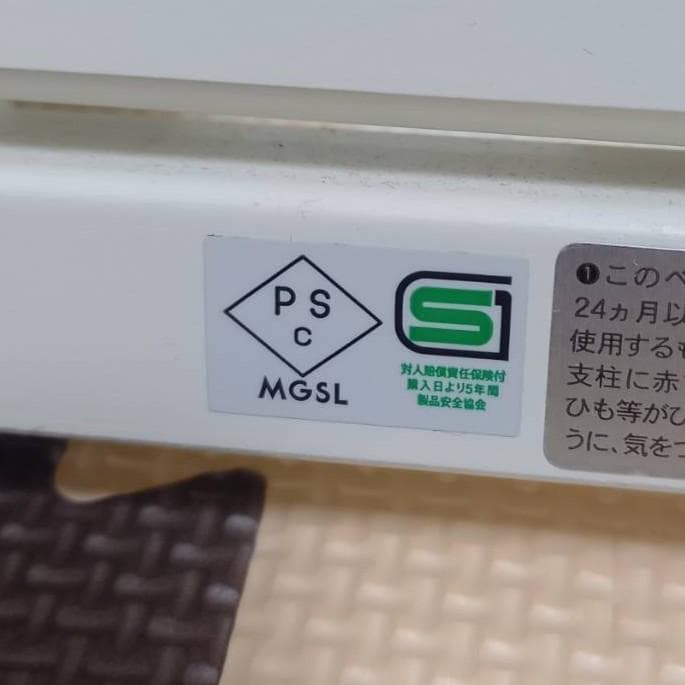 PS
C
MGSL
SG
対人賠償責任保険付
購入日より5年間
製品安全協会
❶このベ
24ヵ月以
使用するも
支柱に赤
ひも等がひ
うに、気をつ